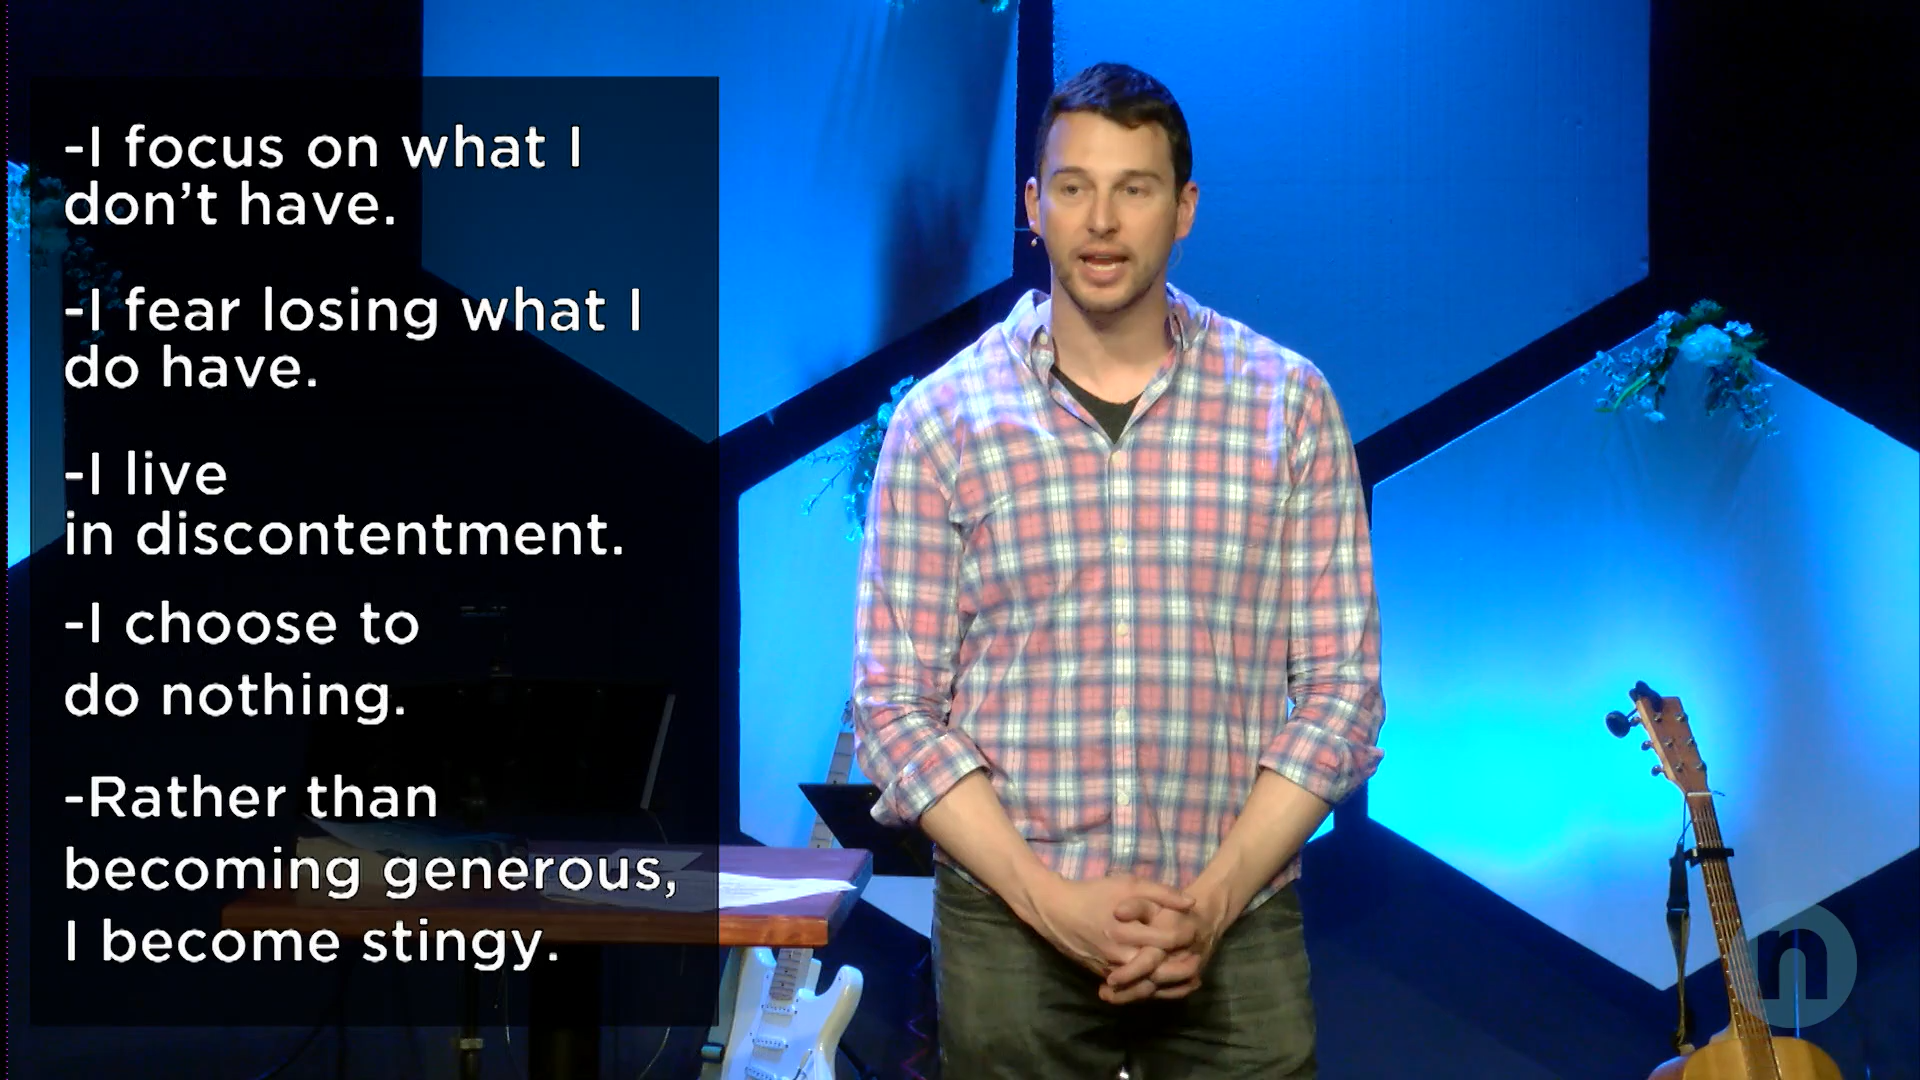 -I focus on what I
don’t have.
-I fear losing what I
do have.
-I live
in discontentment.
-I choose to
do nothing.
-Rather than
becoming generous,
I become stingy.
n